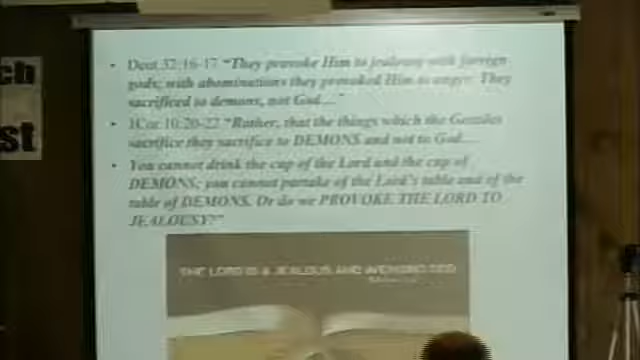 ch
st
• Deut 32:16-17 "They provoke Him to jealousy with foreign
gods; with abominations they provoked Him to anger. They
sacrificed to demons, not God..."
• 1Cor 10:20-22 "Rather, that the things which the Gentiles
sacrifice they sacrifice to DEMONS and not to God...
• You cannot drink the cup of the Lord and the cup of
DEMONS; you cannot partake of the Lord's table and of the
table of DEMONS. Or do we PROVOKE THE LORD TO
JEALOUSY?"
THE LORD IS A JEALOUS AND AVENGING GOD